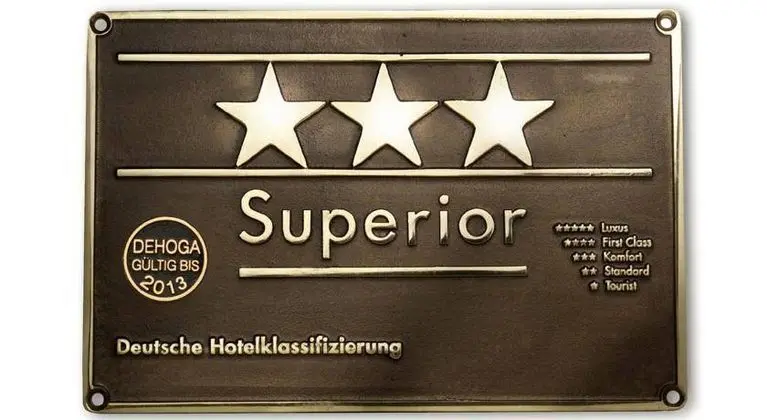 Superior
DEHOGA
GÜLTIG BIS
2013
★★★★★ Luxus
★★★★ First Class
★★★ Komfort
★★ Standard
★ Tourist
Deutsche Hotelklassifizierung